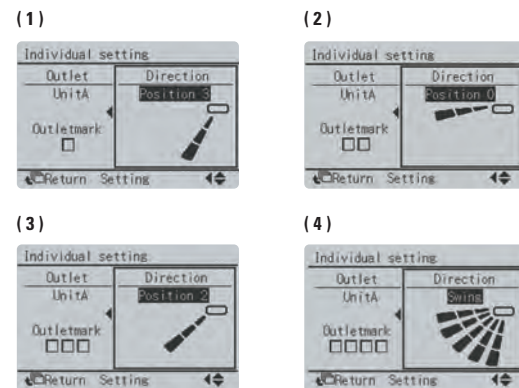 (1)
Individual setting
Outlet Direction
UnitA Position 3
Outletmark
□
Return Setting
(2)
Individual setting
Outlet Direction
UnitA Position 0
Outletmark
□□
Return Setting
(3)
Individual setting
Outlet Direction
UnitA Position 2
Outletmark
□□□
Return Setting
(4)
Individual setting
Outlet Direction
UnitA Swing
Outletmark
□□□□
Return Setting